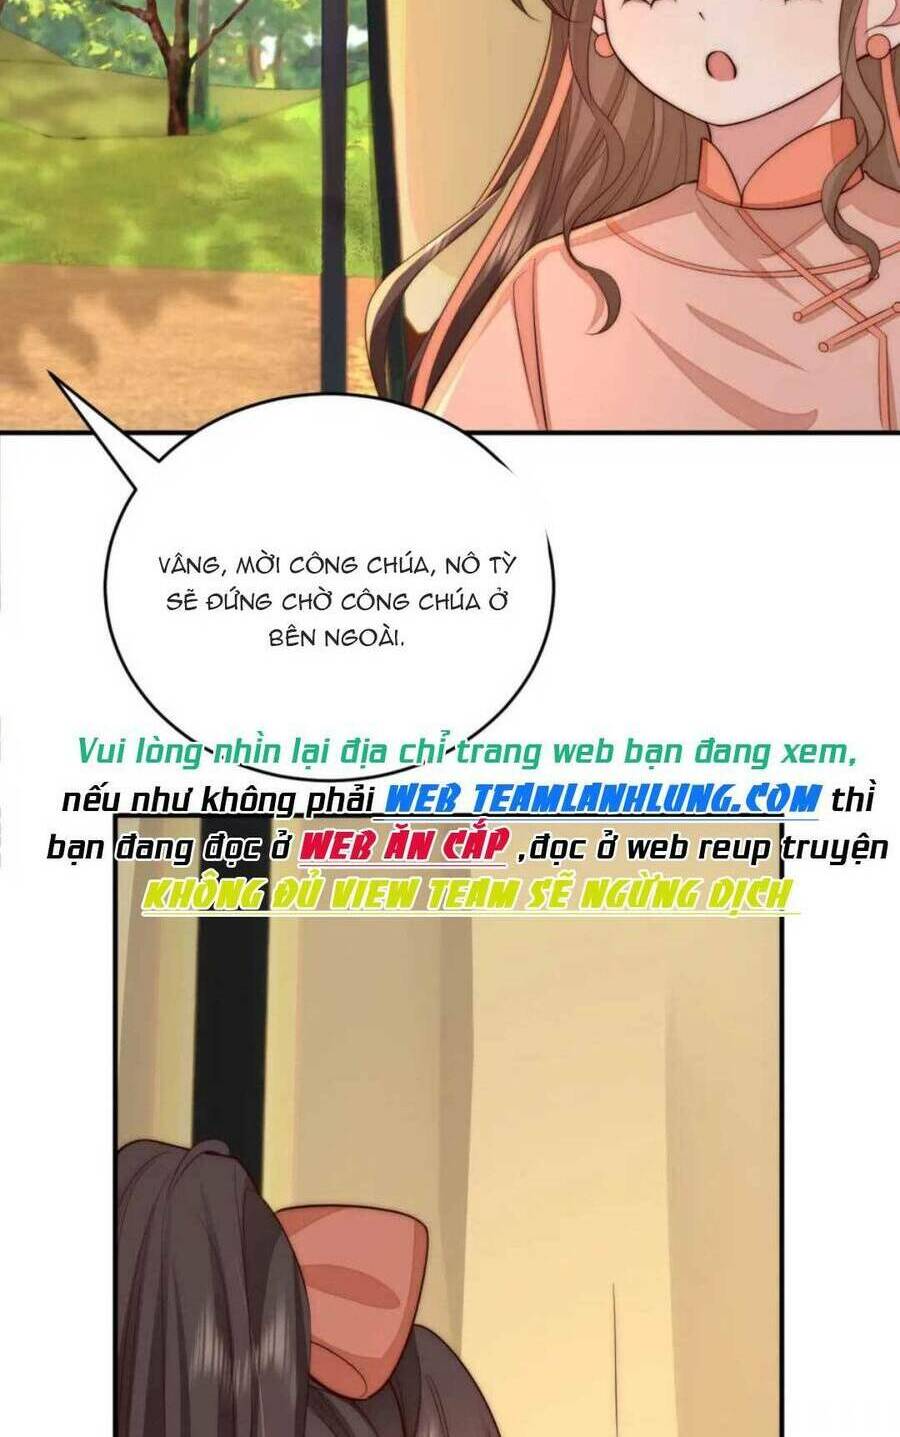 VÂNG, MỜI CÔNG CHÚA, NÔ TỲ
SẼ ĐỨNG CHỜ CÔNG CHÚA Ở
BÊN NGOÀI.
Vui lòng nhìn lại địa chỉ trang web bạn đang xem,
nếu như không phải WEB TEAMLANHLUNG.COM thì
bạn đang đọc ở WEB ĂN CẮP ,đọc ở web reup truyện
KHÔNG ĐỦ VIEW TEAM SẼ NGỪNG DỊCH